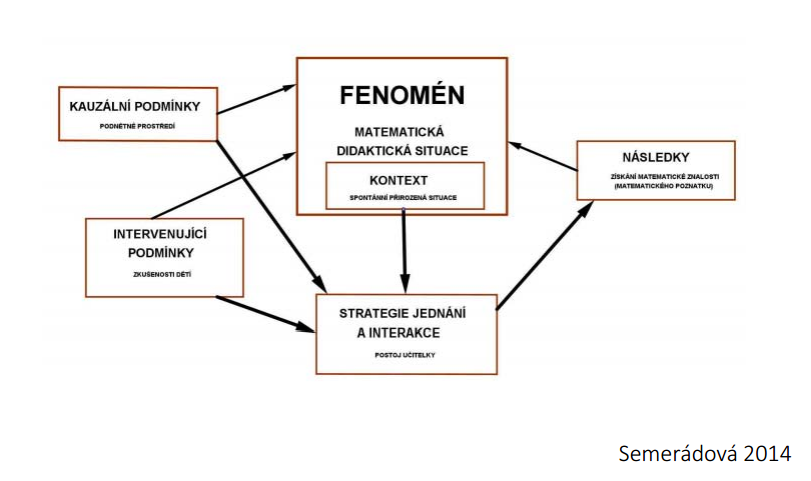 FENOMÉN
MATEMATICKÁ
DIDAKTICKÁ SITUACE
KONTEXT
SPONTÁNNÍ PŘIROZENÁ SITUACE
KAUZÁLNÍ PODMÍNKY
PODNĚTNÉ PROSTŘEDÍ
INTERVENUJÍCÍ
PODMÍNKY
ZKUŠENOSTI DĚTÍ
NÁSLEDKY
ZÍSKÁNÍ MATEMATICKÉ ZNALOSTI
(MATEMATICKÉHO POZNATKU)
STRATEGIE JEDNÁNÍ
A INTERAKCE
POSTOJ UČITELKY
Semerádová 2014